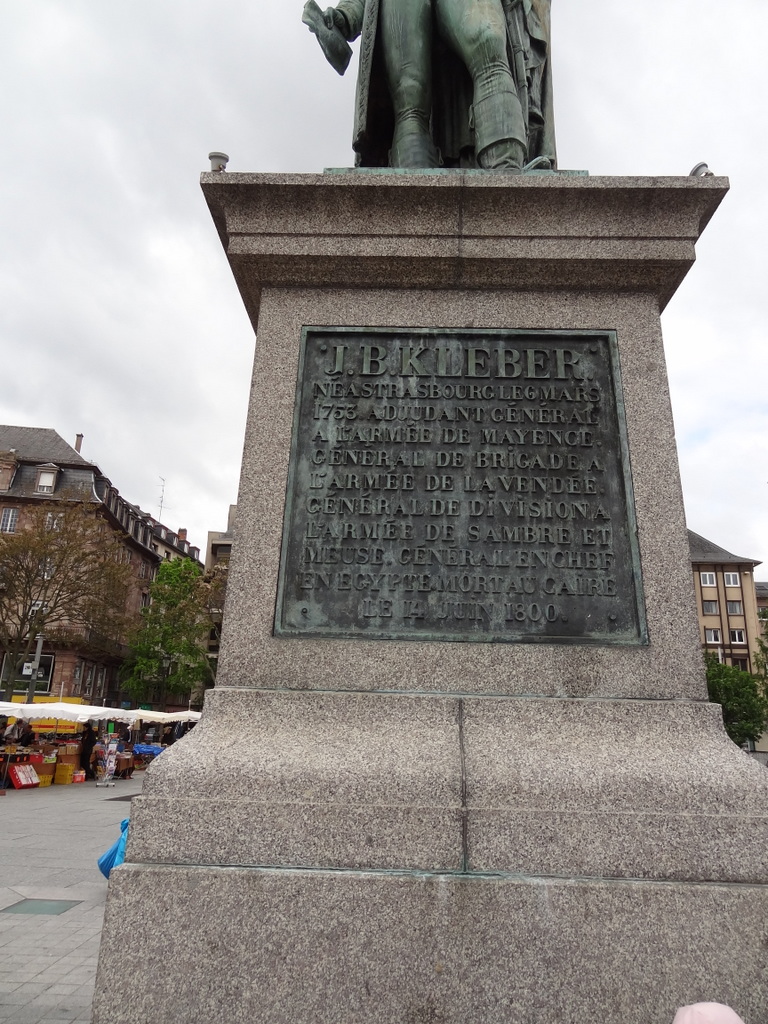 J.B.KLEBER
NÉ A STRASBOURG LE 6 MARS
1753. ADJUDANT GÉNÉRAL
A L'ARMÉE DE MAYENCE.
GÉNÉRAL DE BRIGADE A
L'ARMÉE DE LA VENDÉE.
GÉNÉRAL DE DIVISION A
L'ARMÉE DE SAMBRE ET
MEUSE. GÉNÉRAL EN CHEF
EN EGYPTE. MORT AU CAIRE
LE 14 JUIN 1800.